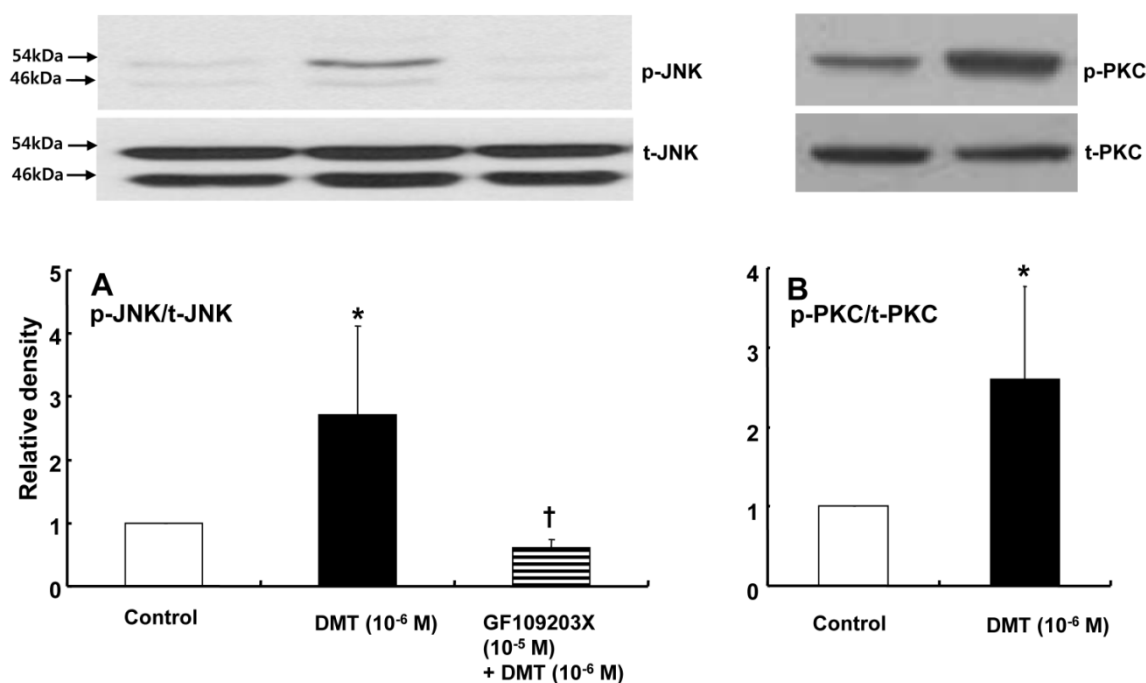 54kDa
46kDa
p-JNK
54kDa
46kDa
t-JNK
p-PKC
t-PKC
A
p-JNK/t-JNK
Relative density
5
4
3
2
1
0
*
†
Control
DMT (10⁻⁶ M)
GF109203X
(10⁻⁵ M)
+ DMT (10⁻⁶ M)
B
p-PKC/t-PKC
4
3
2
1
0
*
Control
DMT (10⁻⁶ M)